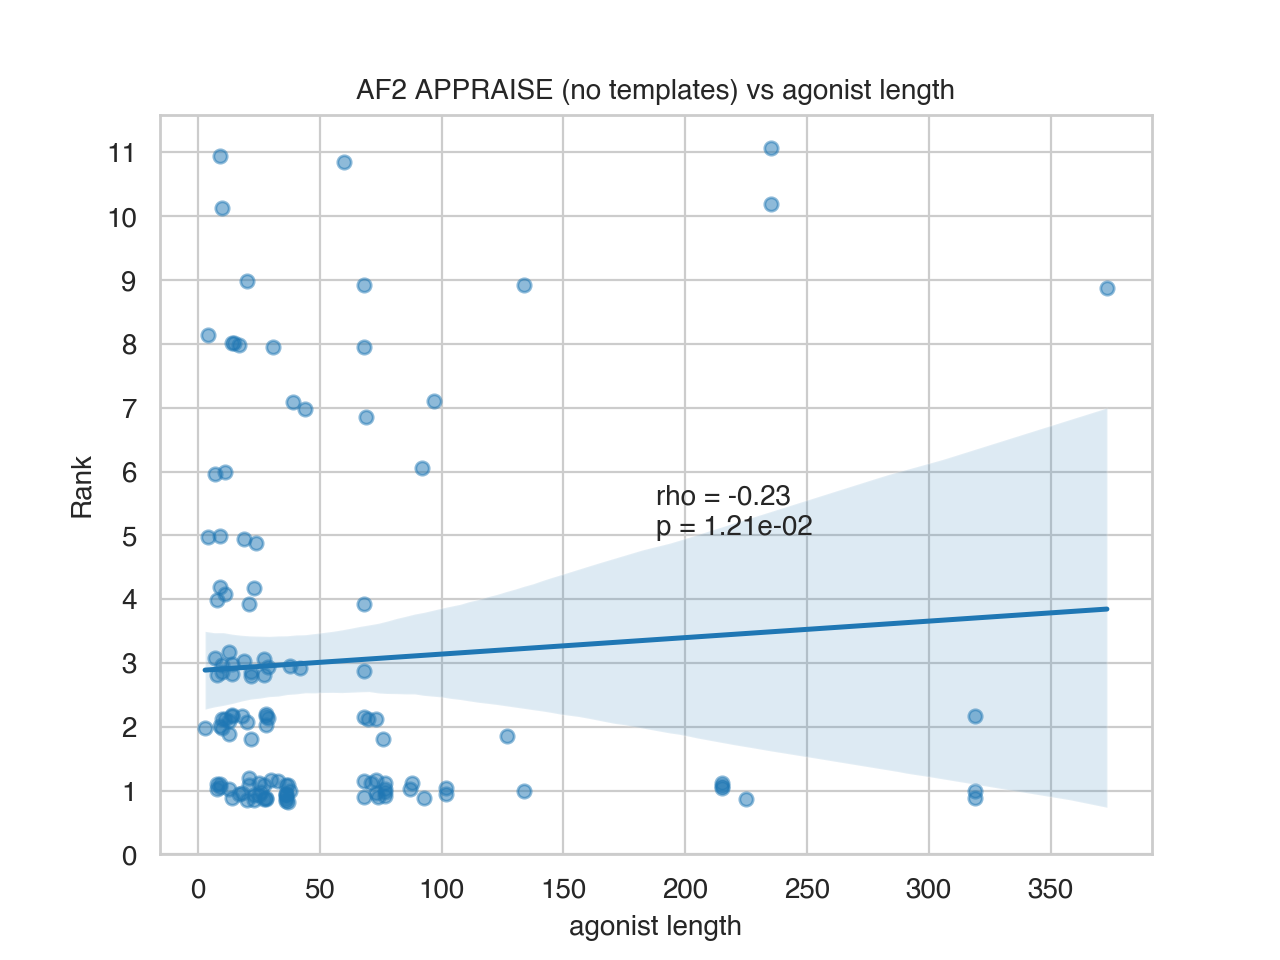 AF2 APPRAISE (no templates) vs agonist length
11
10
9
8
7
6
5
4
3
2
1
0
Rank
rho = -0.23
p = 1.21e-02
0 50 100 150 200 250 300 350
agonist length